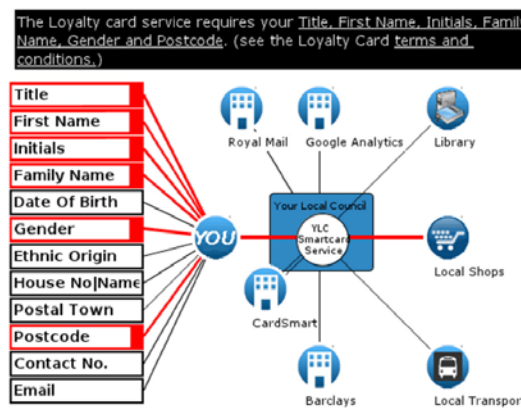 The Loyalty card service requires your Title, First Name, Initials, Family
Name, Gender and Postcode. (see the Loyalty Card terms and
conditions.)
Title
First Name
Initials
Family Name
Date Of Birth
Gender
Ethnic Origin
House No|Name
Postal Town
Postcode
Contact No.
Email
YOU
Royal Mail
Google Analytics
Library
Your Local Council
YLC
Smartcard
Service
Local Shops
CardSmart
Barclays
Local Transpor